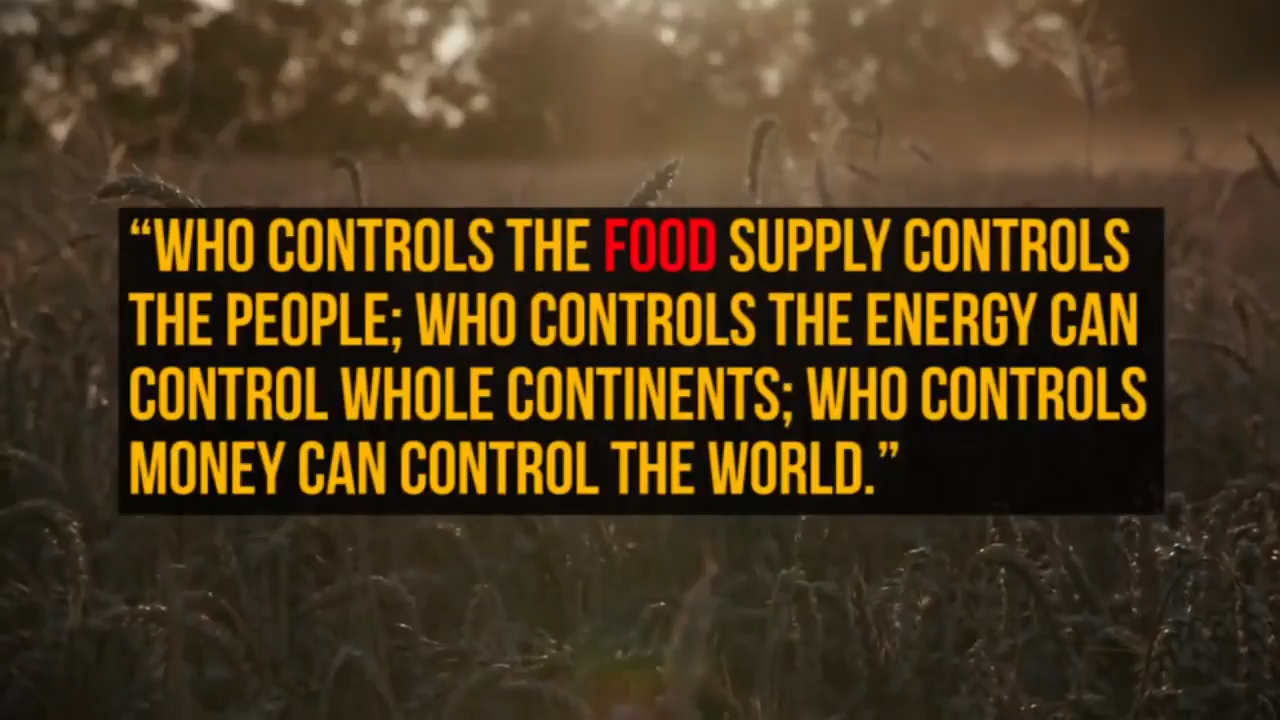 “WHO CONTROLS THE FOOD SUPPLY CONTROLS
THE PEOPLE; WHO CONTROLS THE ENERGY CAN
CONTROL WHOLE CONTINENTS; WHO CONTROLS
MONEY CAN CONTROL THE WORLD.”